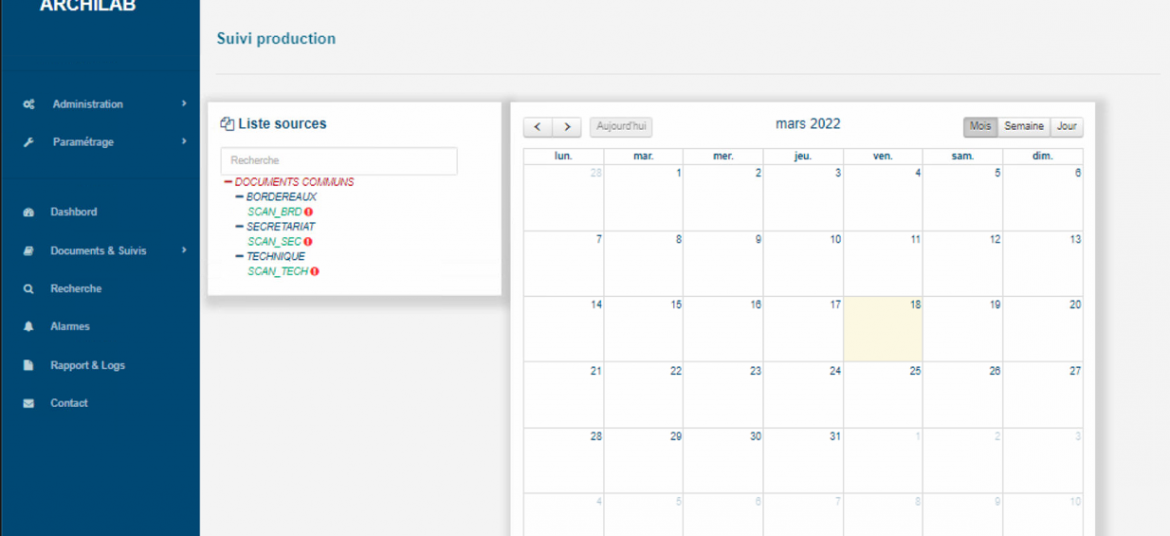 ARCHILAB
Suivi production
Administration
Paramétrage
Dashbord
Documents & Suivis
Recherche
Alarmes
Rapport & Logs
Contact
Liste sources
Recherche
DOCUMENTS COMMUNS
BORDEREAUX
SCAN_BRD
SECRETARIAT
SCAN_SEC
TECHNIQUE
SCAN_TECH
Aujourd'hui mars 2022 Mois Semaine Jour
lun. mar. mer. jeu. ven. sam. dim.
28 1 2 3 4 5 6
7 8 9 10 11 12 13
14 15 16 17 18 19 20
21 22 23 24 25 26 27
28 29 30 31 1 2 3
4 5 6 7 8 9 10